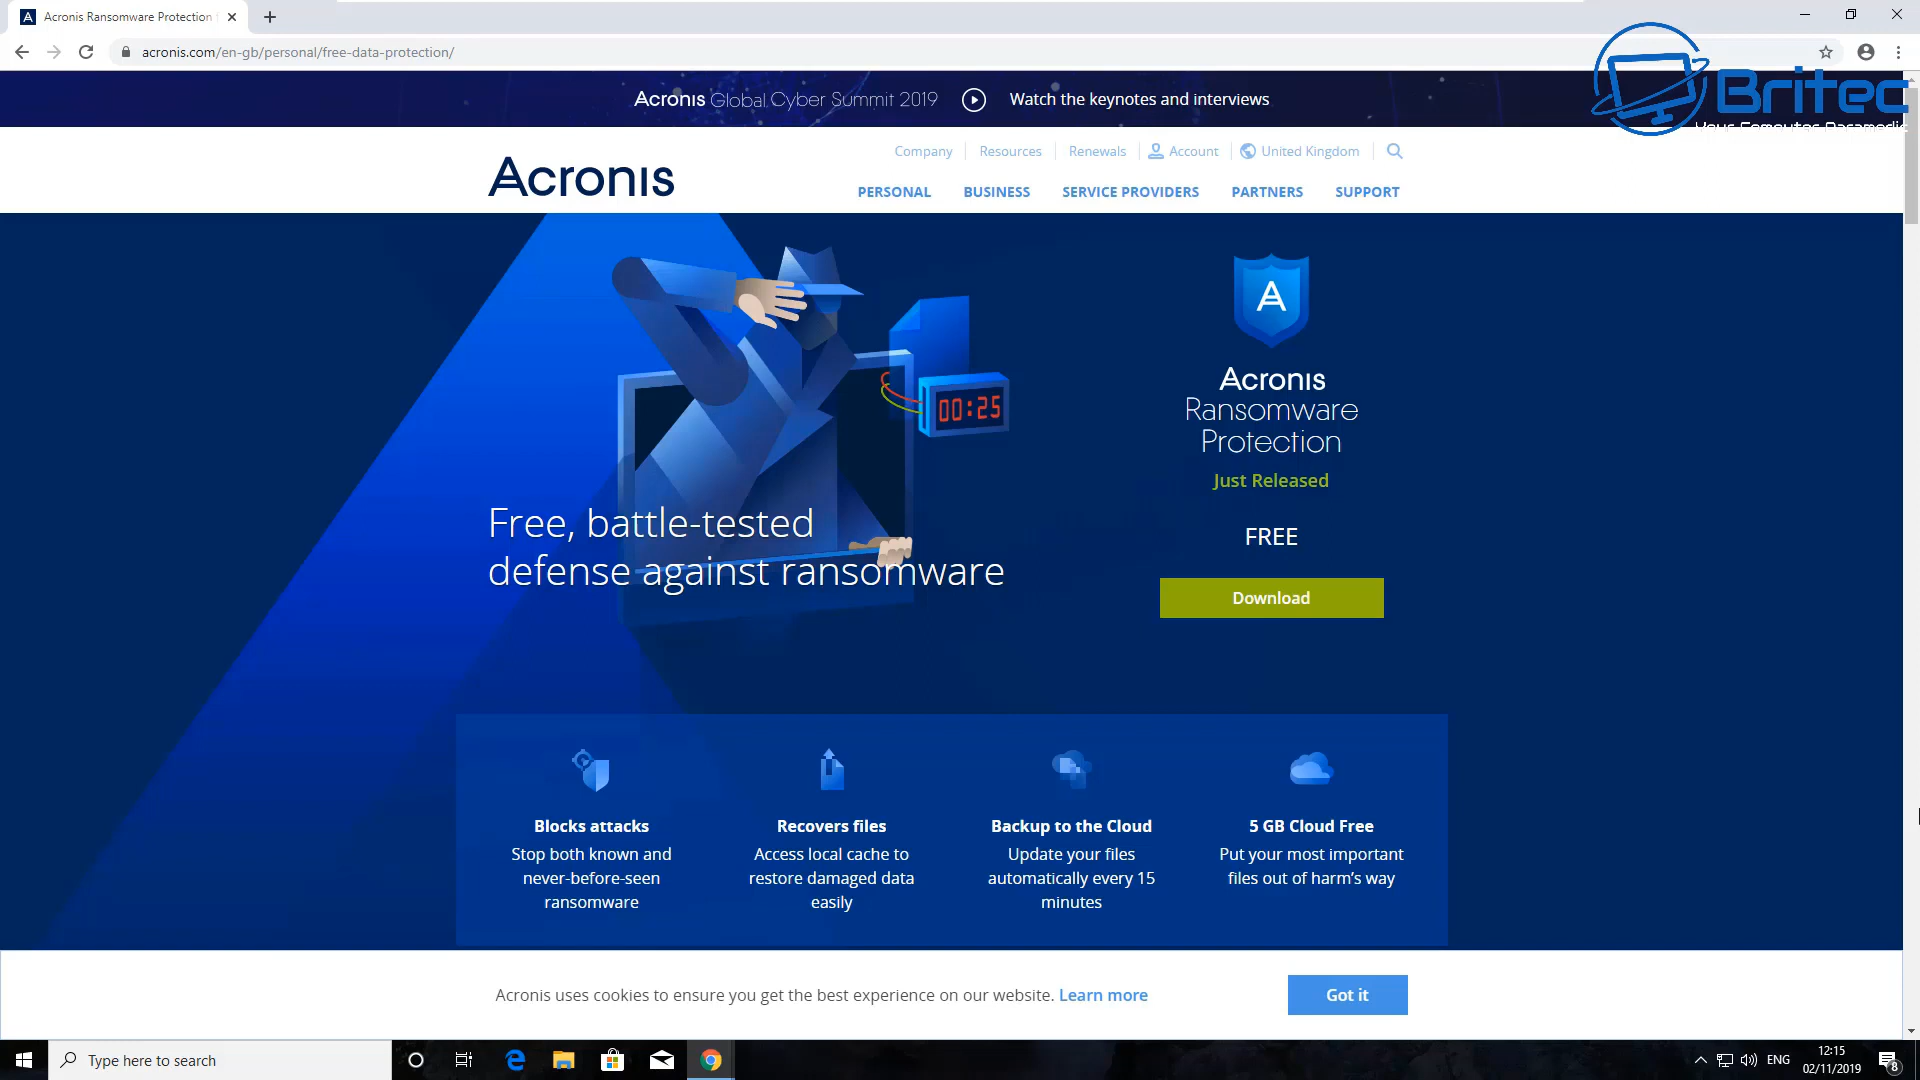 Acronis Ransomware Protection
acronis.com/en-gb/personal/free-data-protection/
Acronis Global Cyber Summit 2019
Watch the keynotes and interviews
Britec
Your Computer Paramedic
Company
Resources
Renewals
Account
United Kingdom
Acronis
PERSONAL
BUSINESS
SERVICE PROVIDERS
PARTNERS
SUPPORT
A
00:25
Acronis
Ransomware
Protection
Just Released
FREE
Download
Free, battle-tested
defense against ransomware
Blocks attacks
Stop both known and
never-before-seen
ransomware
Recovers files
Access local cache to
restore damaged data
easily
Backup to the Cloud
Update your files
automatically every 15
minutes
5 GB Cloud Free
Put your most important
files out of harm's way
Acronis uses cookies to ensure you get the best experience on our website. Learn more
Got it
Type here to search
ENG
12:15
02/11/2019
8